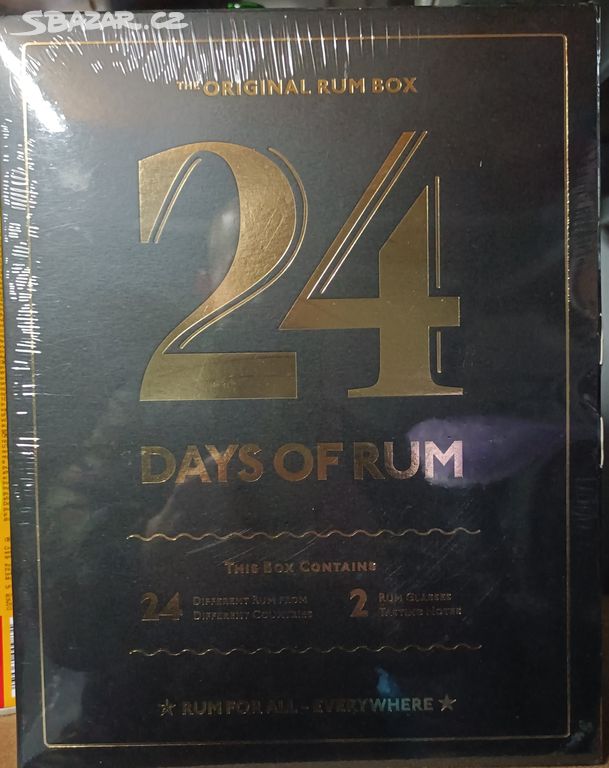 SBAZAR.CZ
THE ORIGINAL RUM BOX
24
DAYS OF RUM
THIS BOX CONTAINS
24 DIFFERENT RUM FROM DIFFERENT COUNTRIES
2 RUM GLASSES TASTING NOTES
★ RUM FOR ALL - EVERYWHERE ★